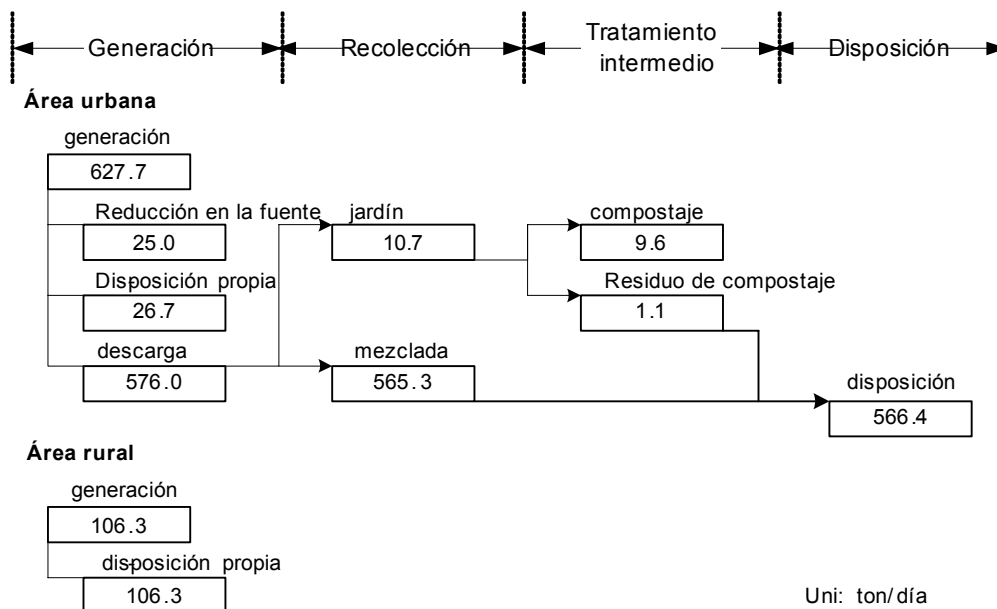 Generación Recolección Tratamiento intermedio Disposición
Área urbana
generación
627.7
Reducción en la fuente jardín compostaje
25.0 10.7 9.6
Disposición propia Residuo de compostaje
26.7 1.1
descarga mezclada
576.0 565.3 disposición
566.4
Área rural
generación
106.3
disposición propia
106.3 Uni: ton/día